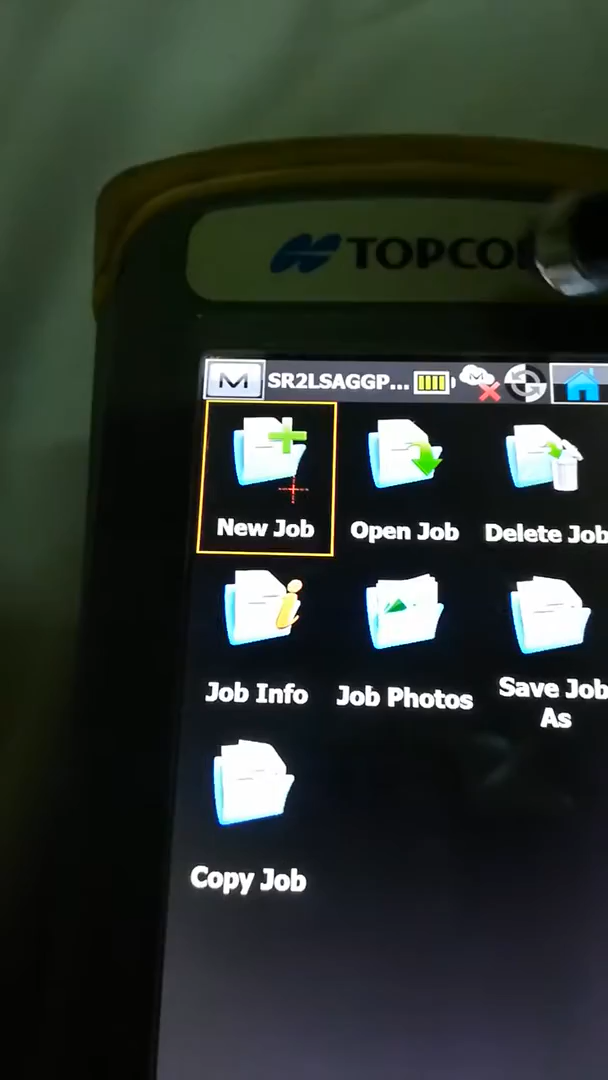 TOPCO
M SR2LSAGGP...
New Job Open Job Delete Job
Job Info Job Photos Save Job As
Copy Job